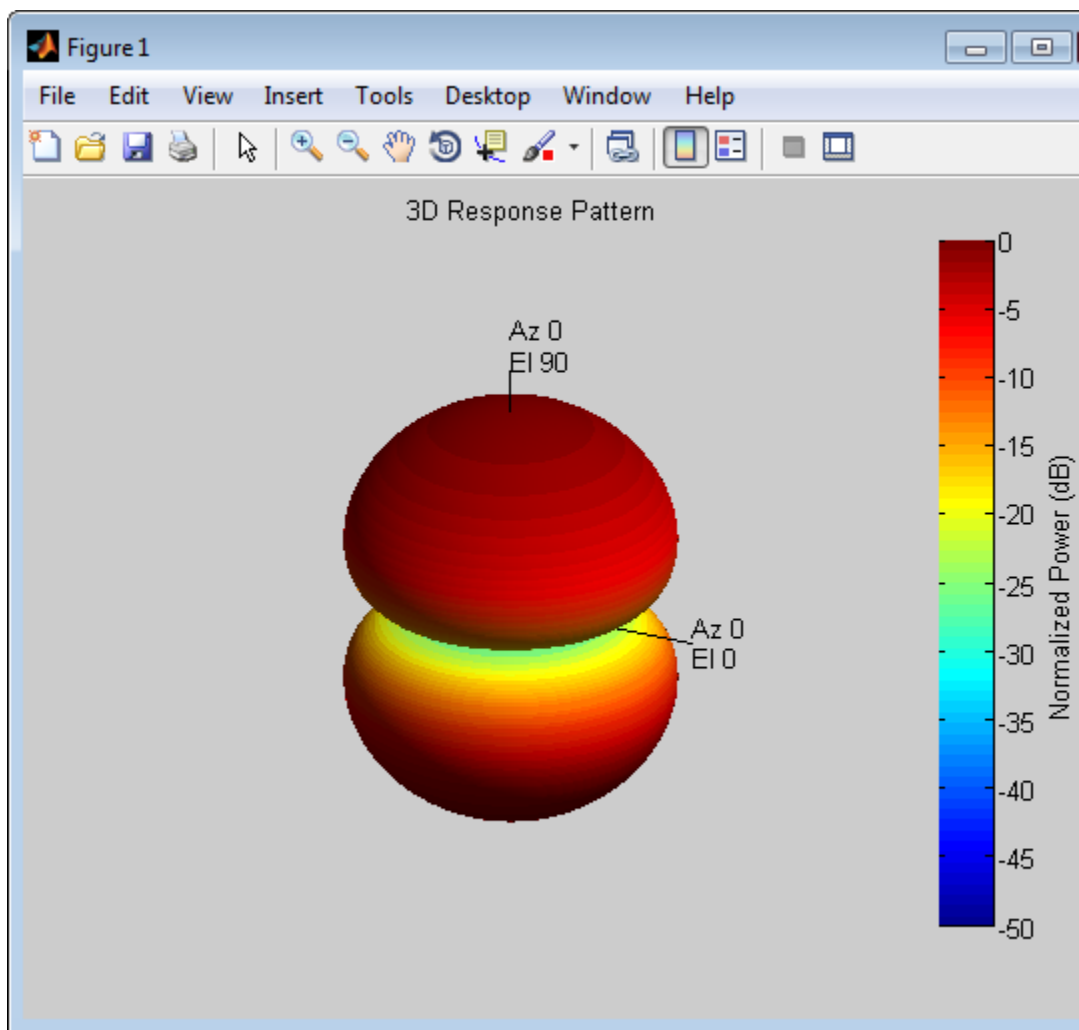 Figure 1
File Edit View Insert Tools Desktop Window Help
3D Response Pattern
Az 0
El 90
Az 0
El 0
0
-5
-10
-15
-20
-25
-30
-35
-40
-45
-50
Normalized Power (dB)